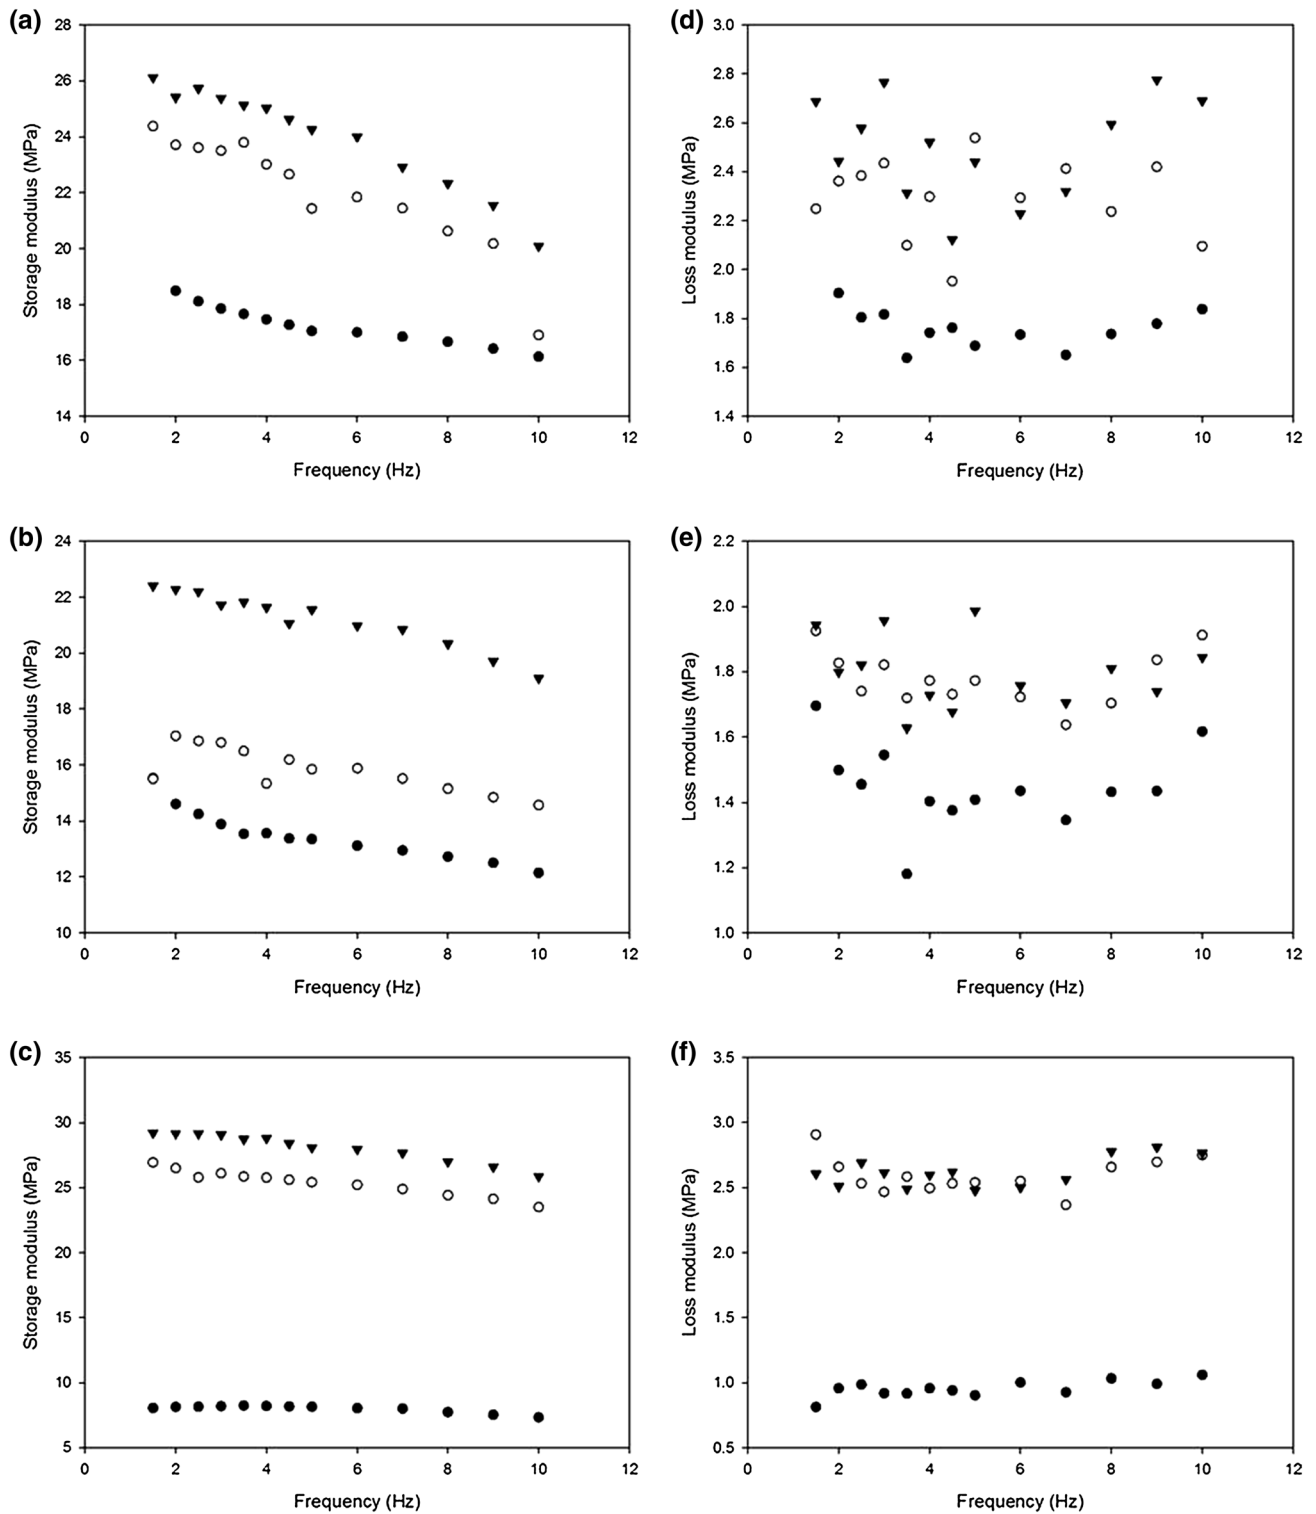 (a)
28
26
24
22
20
18
16
14
Storage modulus (MPa)
0 2 4 6 8 10 12
Frequency (Hz)
(d)
3.0
2.8
2.6
2.4
2.2
2.0
1.8
1.6
1.4
Loss modulus (MPa)
0 2 4 6 8 10 12
Frequency (Hz)
(b)
24
22
20
18
16
14
12
10
Storage modulus (MPa)
0 2 4 6 8 10 12
Frequency (Hz)
(e)
2.2
2.0
1.8
1.6
1.4
1.2
1.0
Loss modulus (MPa)
0 2 4 6 8 10 12
Frequency (Hz)
(c)
35
30
25
20
15
10
5
Storage modulus (MPa)
0 2 4 6 8 10 12
Frequency (Hz)
(f)
3.5
3.0
2.5
2.0
1.5
1.0
0.5
Loss modulus (MPa)
0 2 4 6 8 10 12
Frequency (Hz)